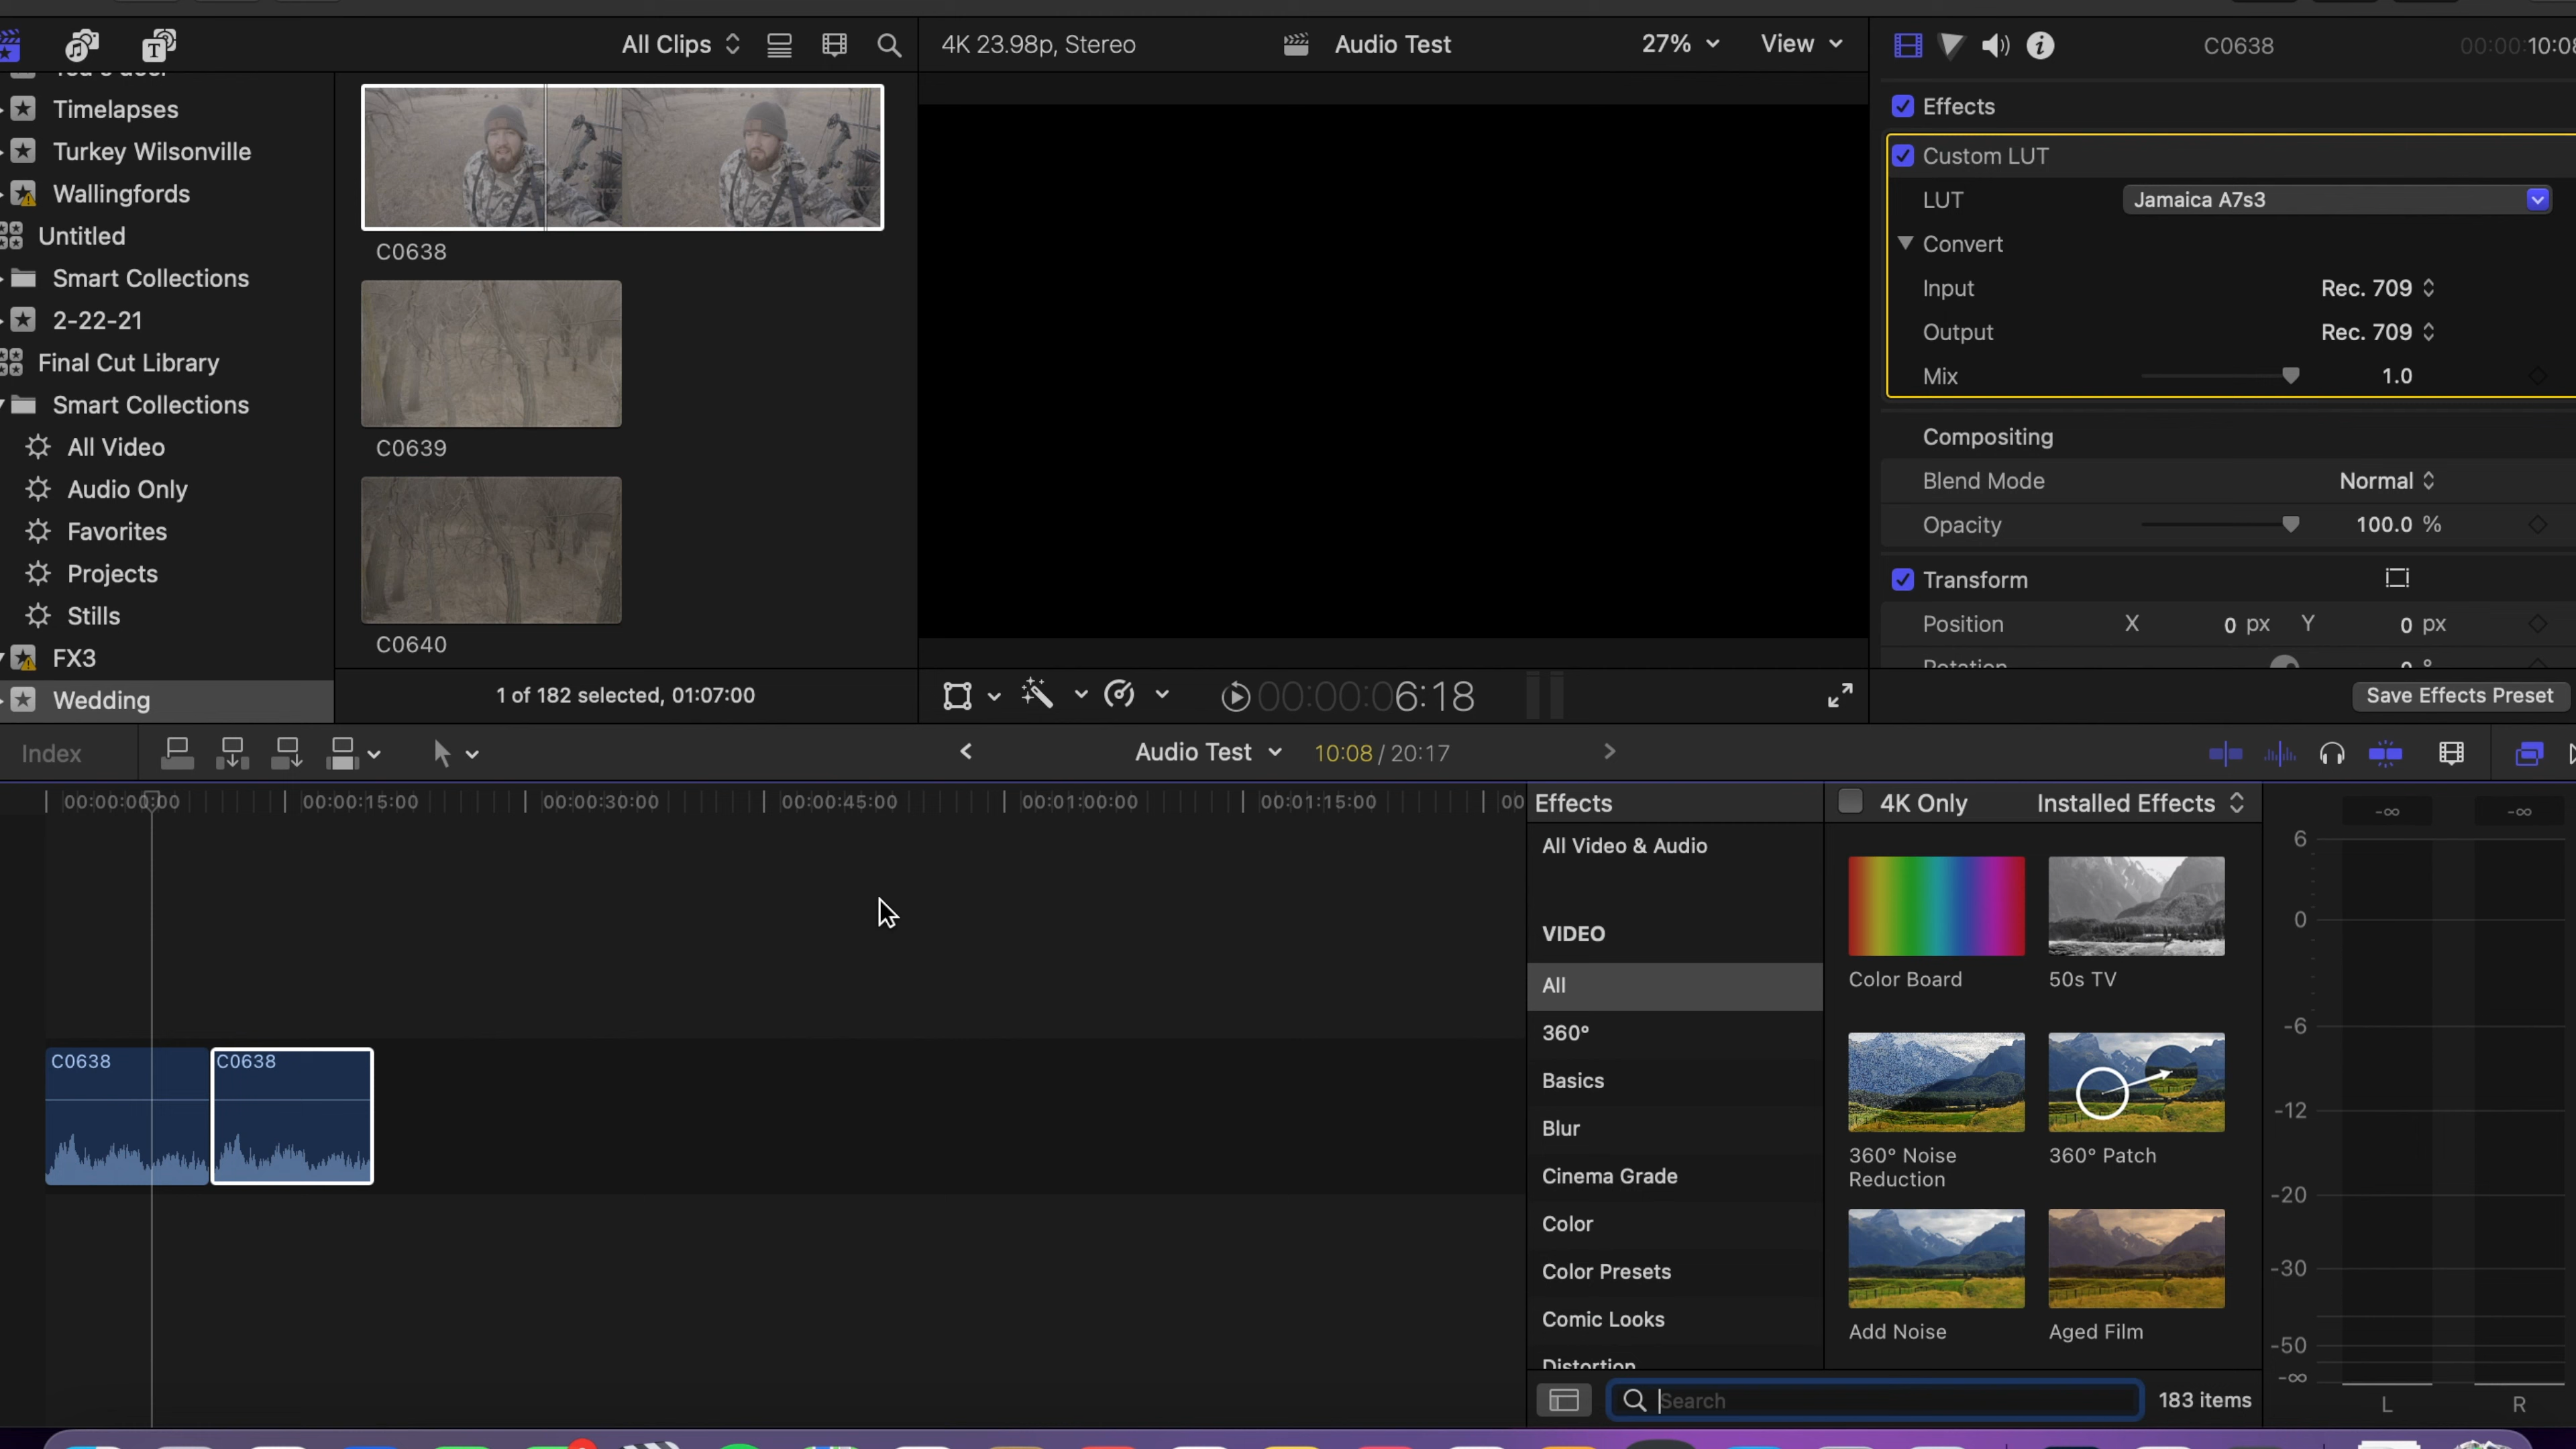 All Clips
4K 23.98p, Stereo
Audio Test
27%
View
C0638
00:00:10:08
Timelapses
Turkey Wilsonville
Wallingfords
Untitled
Smart Collections
2-22-21
Final Cut Library
Smart Collections
All Video
Audio Only
Favorites
Projects
Stills
FX3
Wedding
C0638
C0639
C0640
1 of 182 selected, 01:07:00
00:00:06:18
Effects
Custom LUT
LUT Jamaica A7s3
Convert
Input Rec. 709
Output Rec. 709
Mix 1.0
Compositing
Blend Mode Normal
Opacity 100.0 %
Transform
Position X 0 px Y 0 px
Rotation 0 °
Save Effects Preset
Index
Audio Test 10:08 / 20:17
00:00:00:00 00:00:15:00 00:00:30:00 00:00:45:00 00:01:00:00 00:01:15:00 00
C0638 C0638
Effects
4K Only
Installed Effects
All Video & Audio
VIDEO
All
360°
Basics
Blur
Cinema Grade
Color
Color Presets
Comic Looks
Distortion
Color Board
50s TV
360° Noise
Reduction
360° Patch
Add Noise
Aged Film
Search
183 items
-∞ -∞
6
0
-6
-12
-20
-30
-50
-∞
L R